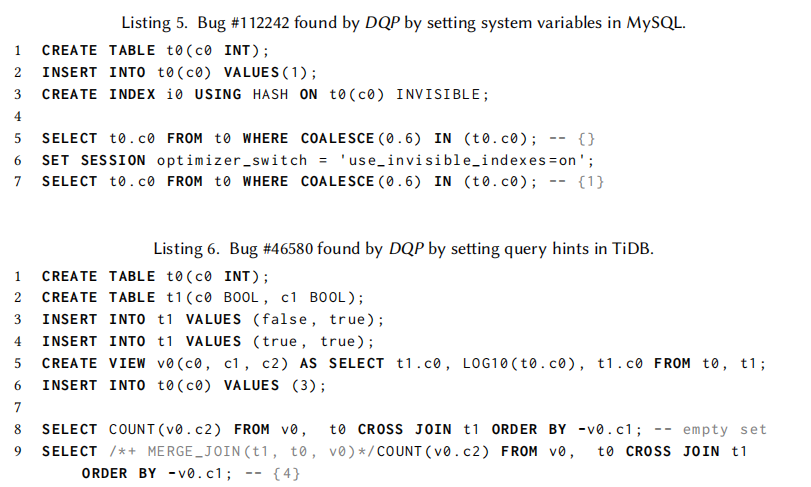 Listing 5. Bug #112242 found by DQP by setting system variables in MySQL.
1 CREATE TABLE t0(c0 INT);
2 INSERT INTO t0(c0) VALUES(1);
3 CREATE INDEX i0 USING HASH ON t0(c0) INVISIBLE;
4
5 SELECT t0.c0 FROM t0 WHERE COALESCE(0.6) IN (t0.c0); -- {}
6 SET SESSION optimizer_switch = 'use_invisible_indexes=on';
7 SELECT t0.c0 FROM t0 WHERE COALESCE(0.6) IN (t0.c0); -- {1}
Listing 6. Bug #46580 found by DQP by setting query hints in TiDB.
1 CREATE TABLE t0(c0 INT);
2 CREATE TABLE t1(c0 BOOL, c1 BOOL);
3 INSERT INTO t1 VALUES (false, true);
4 INSERT INTO t1 VALUES (true, true);
5 CREATE VIEW v0(c0, c1, c2) AS SELECT t1.c0, LOG10(t0.c0), t1.c0 FROM t0, t1;
6 INSERT INTO t0(c0) VALUES (3);
7
8 SELECT COUNT(v0.c2) FROM v0, t0 CROSS JOIN t1 ORDER BY -v0.c1; -- empty set
9 SELECT /*+ MERGE_JOIN(t1, t0, v0)*/COUNT(v0.c2) FROM v0, t0 CROSS JOIN t1
ORDER BY -v0.c1; -- {4}